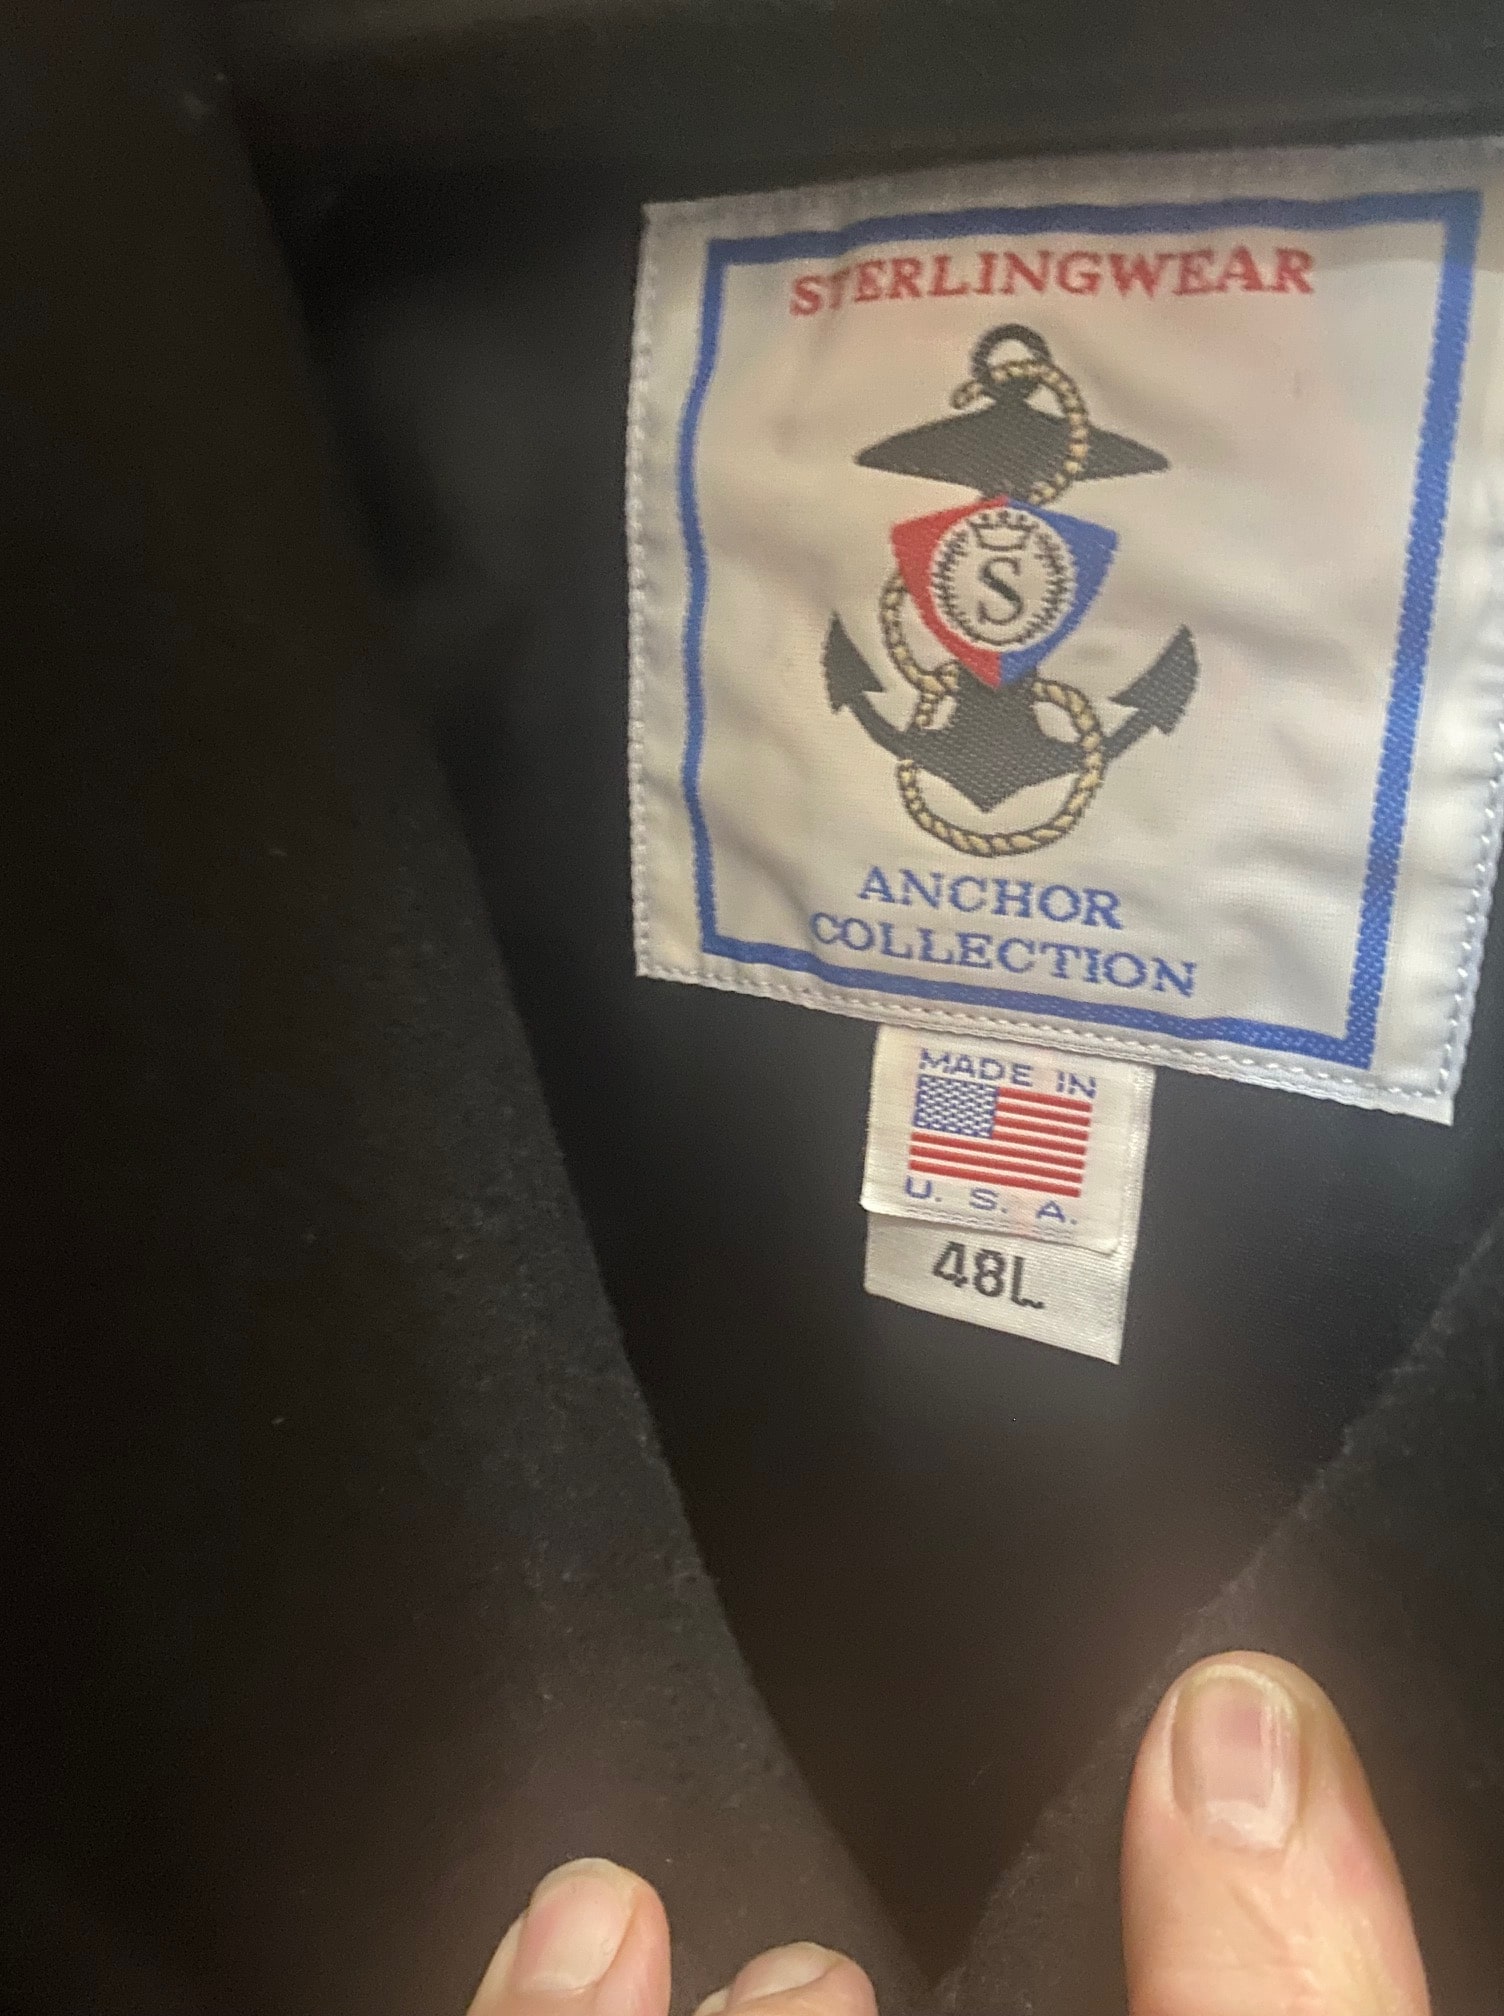 STERLINGWEAR
S
ANCHOR
COLLECTION
MADE IN
U. S. A.
48L